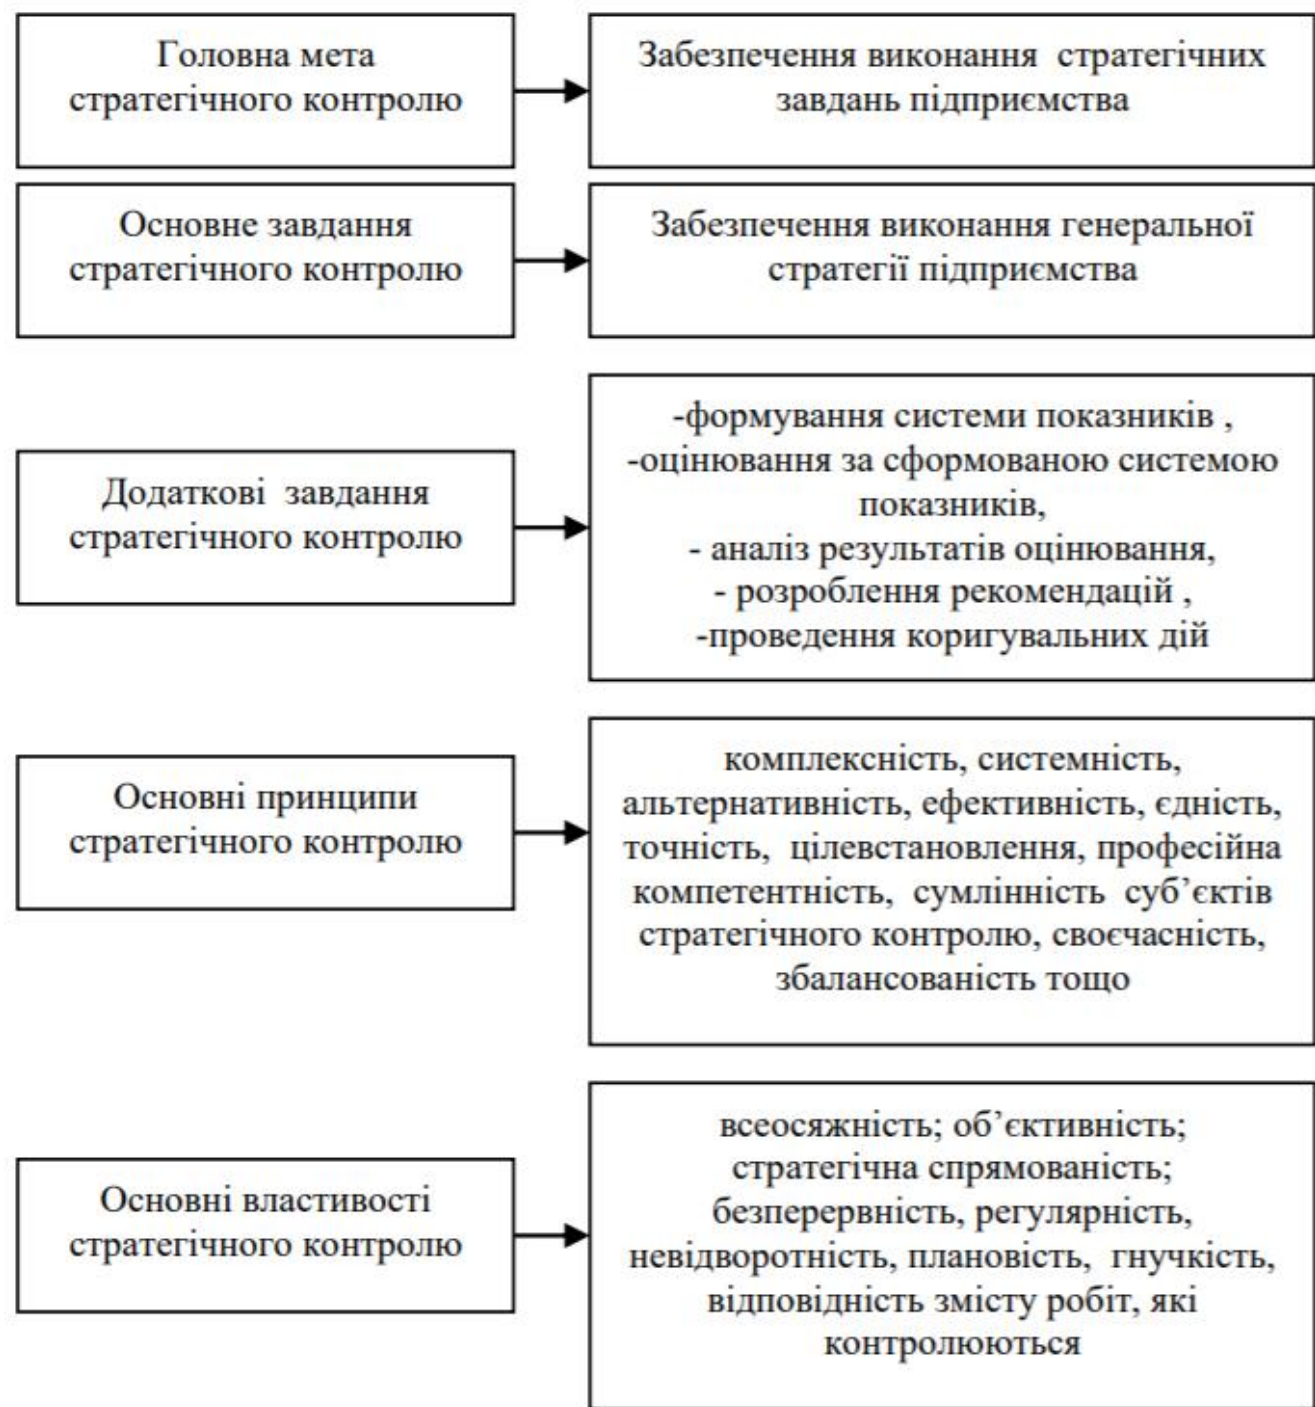 Головна мета
стратегічного контролю
Забезпечення виконання стратегічних
завдань підприємства
Основне завдання
стратегічного контролю
Забезпечення виконання генеральної
стратегії підприємства
Додаткові завдання
стратегічного контролю
-формування системи показників ,
-оцінювання за сформованою системою
показників,
- аналіз результатів оцінювання,
- розроблення рекомендацій ,
-проведення коригувальних дій
Основні принципи
стратегічного контролю
комплексність, системність,
альтернативність, ефективність, єдність,
точність, цілевстановлення, професійна
компетентність, сумлінність суб’єктів
стратегічного контролю, своєчасність,
збалансованість тощо
Основні властивості
стратегічного контролю
всеосяжність; об’єктивність;
стратегічна спрямованість;
безперервність, регулярність,
невідворотність, плановість, гнучкість,
відповідність змісту робіт, які
контролюються